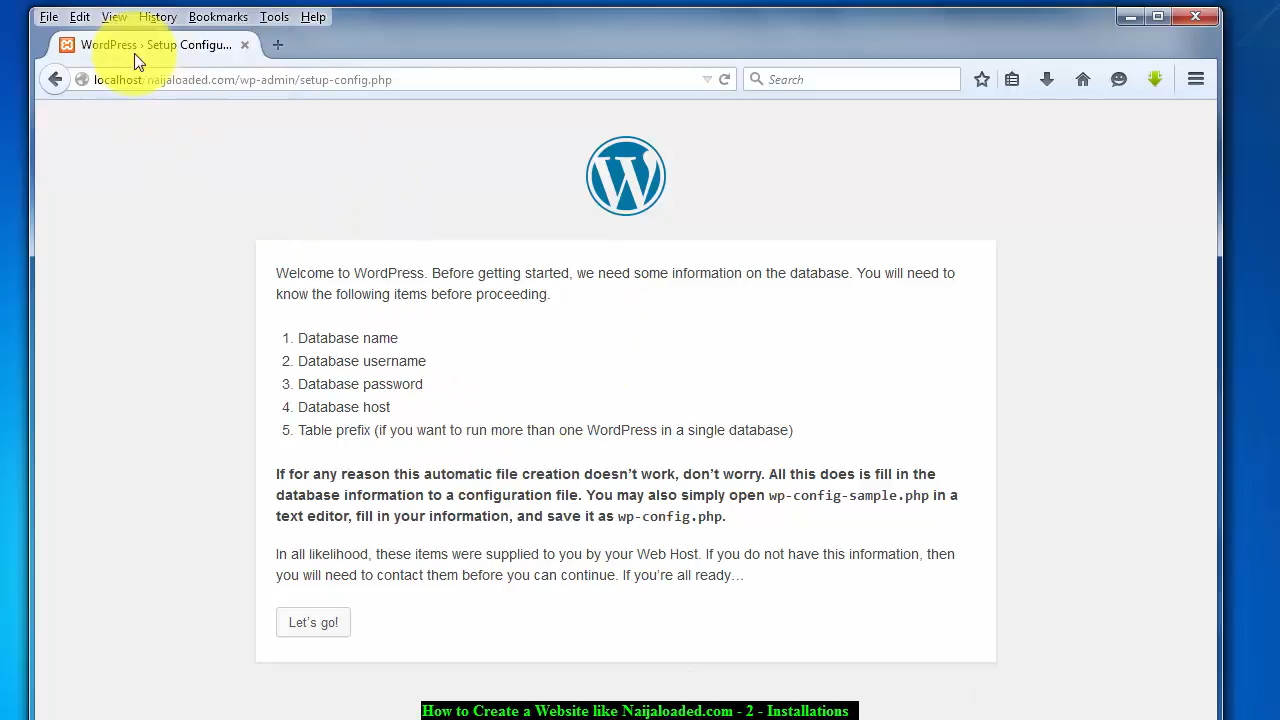 File Edit View History Bookmarks Tools Help
WordPress › Setup Configu...
localhost/naijaloaded.com/wp-admin/setup-config.php
Search
Welcome to WordPress. Before getting started, we need some information on the database. You will need to
know the following items before proceeding.
1. Database name
2. Database username
3. Database password
4. Database host
5. Table prefix (if you want to run more than one WordPress in a single database)
If for any reason this automatic file creation doesn’t work, don’t worry. All this does is fill in the
database information to a configuration file. You may also simply open wp-config-sample.php in a
text editor, fill in your information, and save it as wp-config.php.
In all likelihood, these items were supplied to you by your Web Host. If you do not have this information, then
you will need to contact them before you can continue. If you’re all ready…
Let’s go!
How to Create a Website like Naijaloaded.com - 2 - Installations